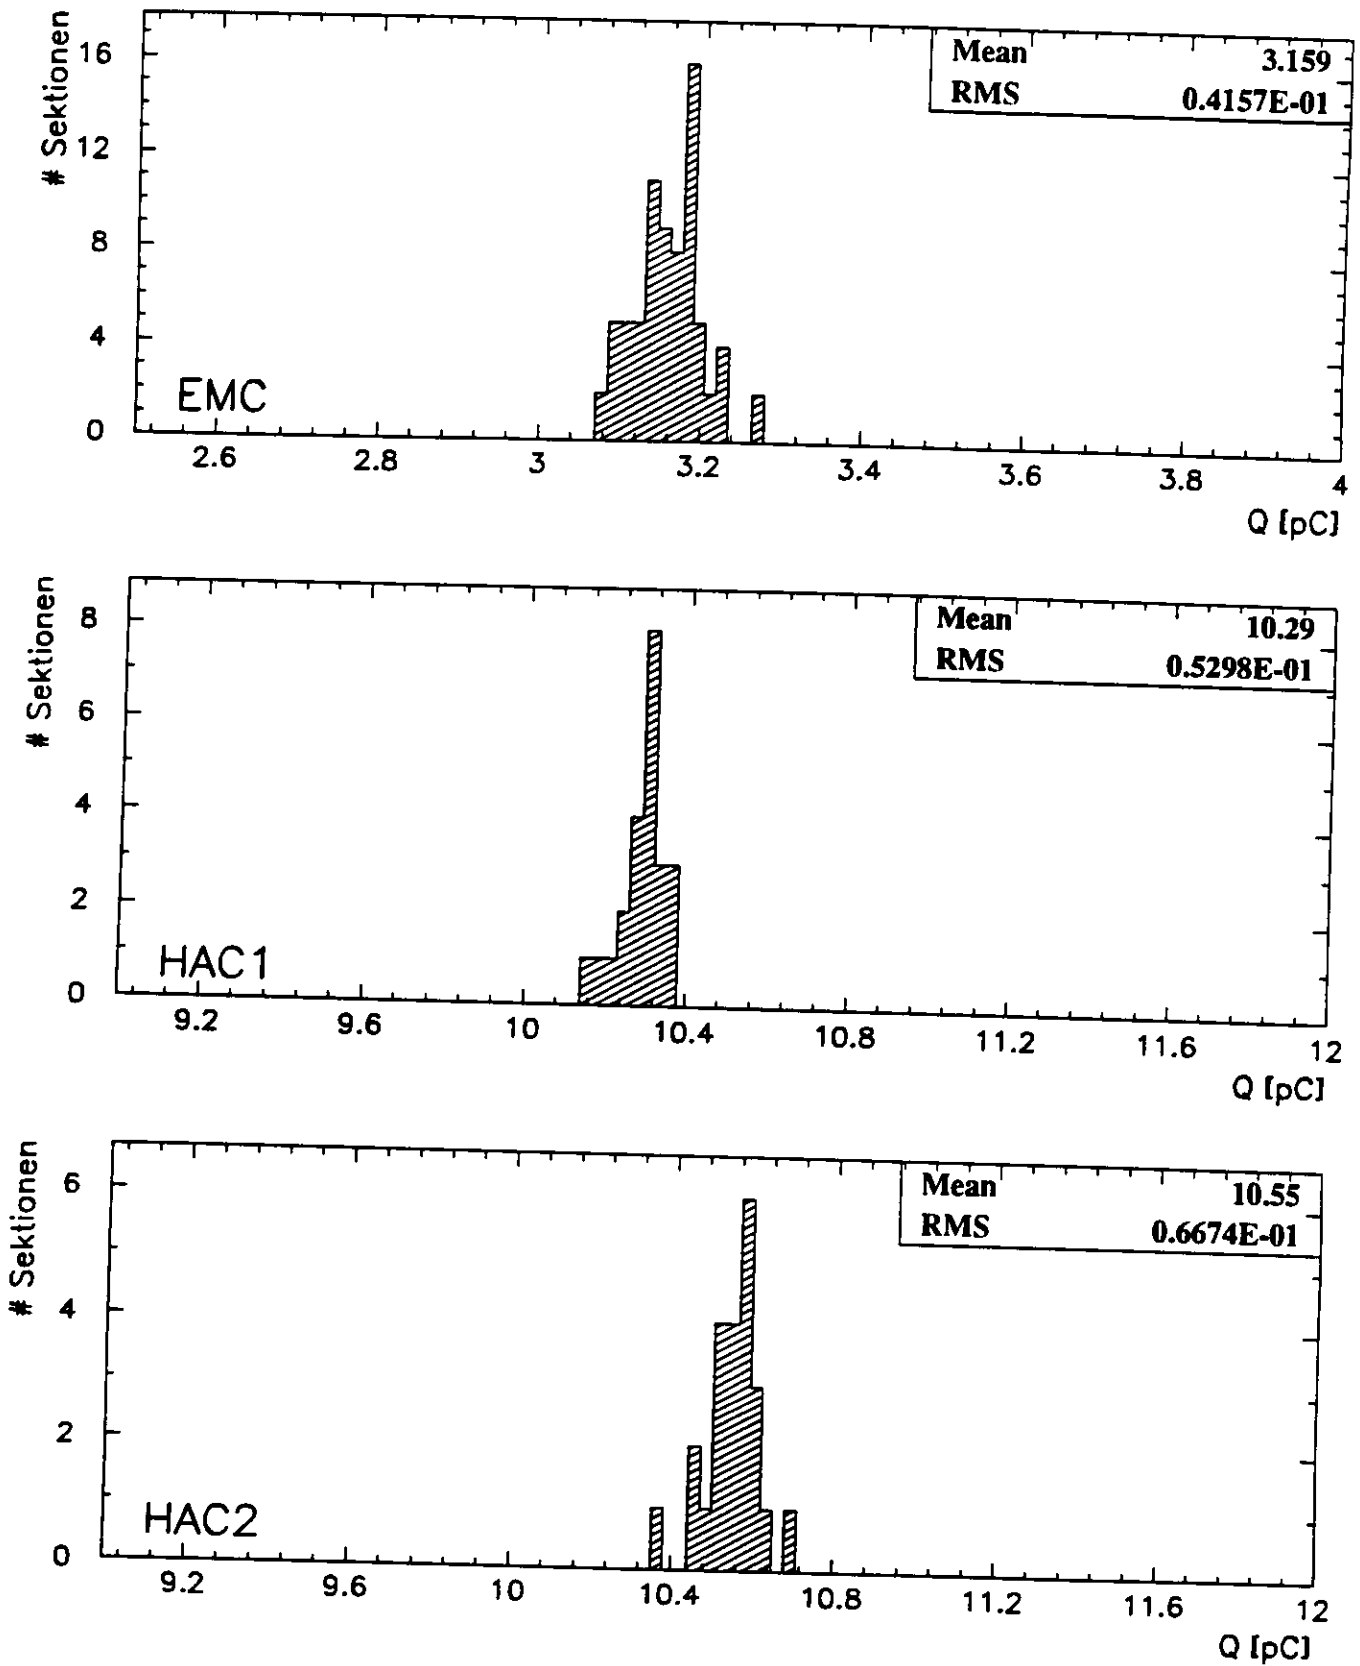 # Sektionen
Mean 3.159
RMS 0.4157E-01
16
12
8
4
0
EMC
2.6 2.8 3 3.2 3.4 3.6 3.8 4
Q [pC]
# Sektionen
Mean 10.29
RMS 0.5298E-01
8
6
4
2
0
HAC1
9.2 9.6 10 10.4 10.8 11.2 11.6 12
Q [pC]
# Sektionen
Mean 10.55
RMS 0.6674E-01
6
4
2
0
HAC2
9.2 9.6 10 10.4 10.8 11.2 11.6 12
Q [pC]